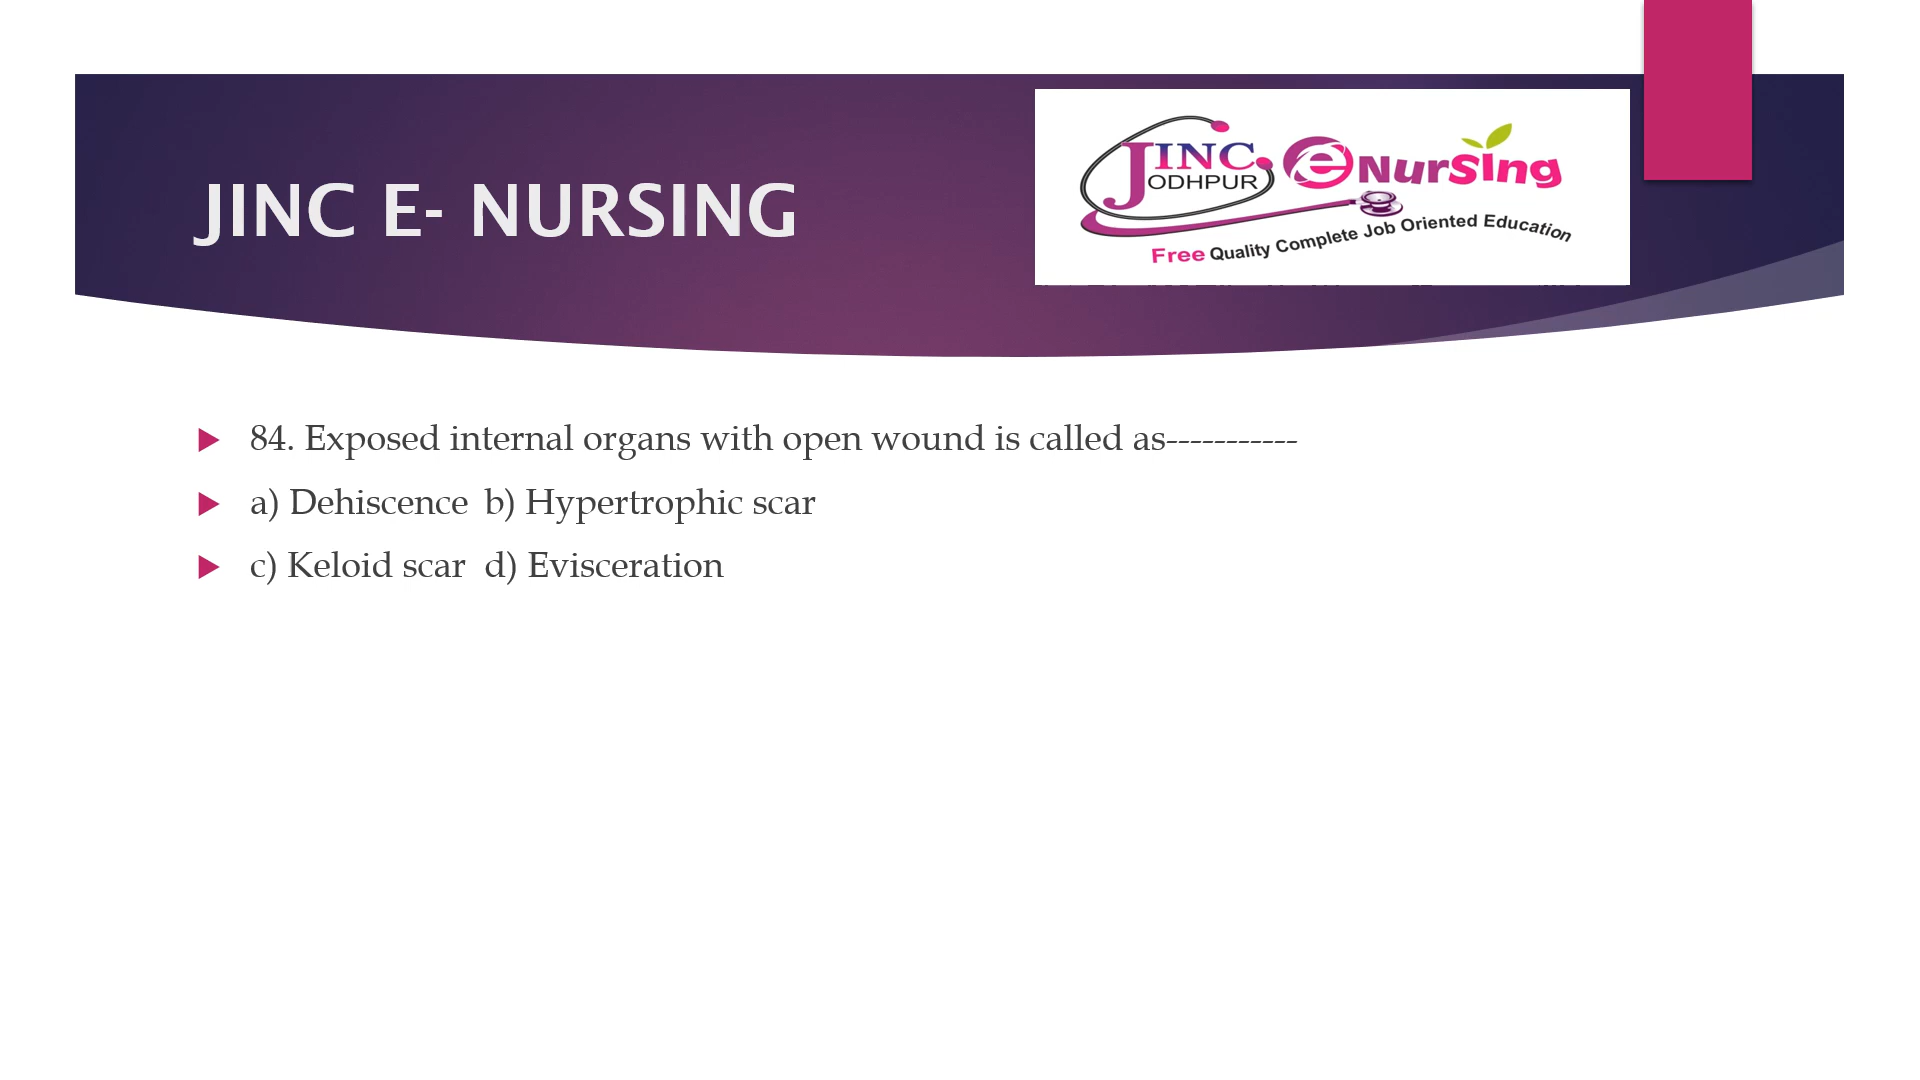 JINC E- NURSING
JINC eNurSIng
ODHPUR
Free Quality Complete Job Oriented Education
84. Exposed internal organs with open wound is called as-----------
a) Dehiscence b) Hypertrophic scar
c) Keloid scar d) Evisceration